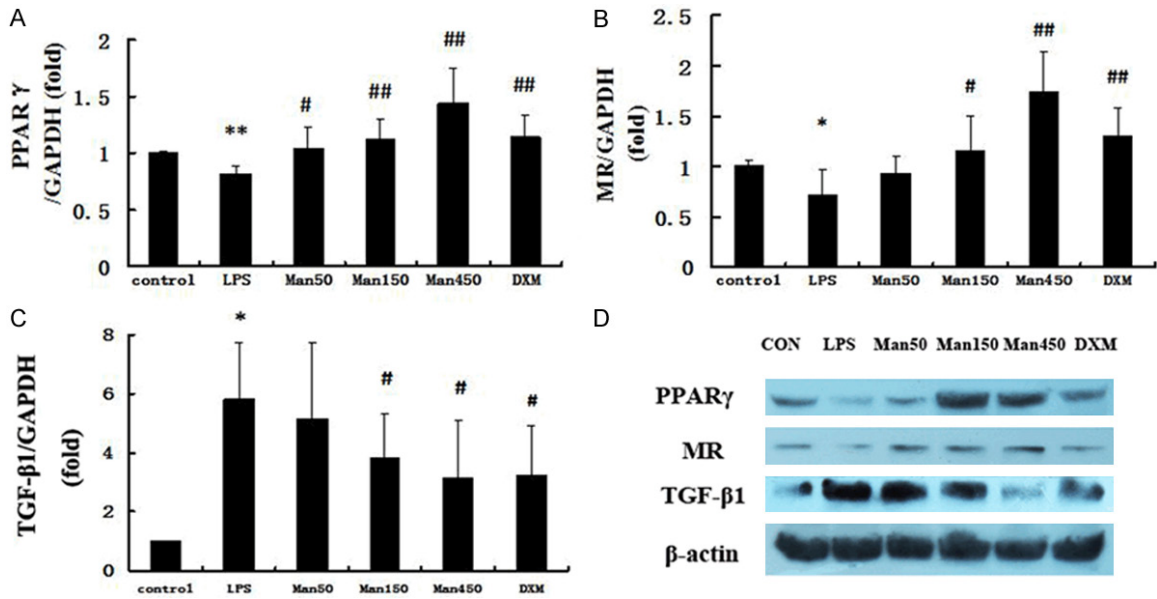 A
PPAR γ
/GAPDH (fold)
2
1.5
1
0.5
0
**
#
##
##
##
control LPS Man50 Man150 Man450 DXM
B
MR/GAPDH
(fold)
2.5
2
1.5
1
0.5
0
*
#
##
##
control LPS Man50 Man150 Man450 DXM
C
TGF-β1/GAPDH
(fold)
8
6
4
2
0
*
#
#
#
control LPS Man50 Man150 Man450 DXM
D
CON LPS Man50 Man150 Man450 DXM
PPARγ
MR
TGF-β1
β-actin